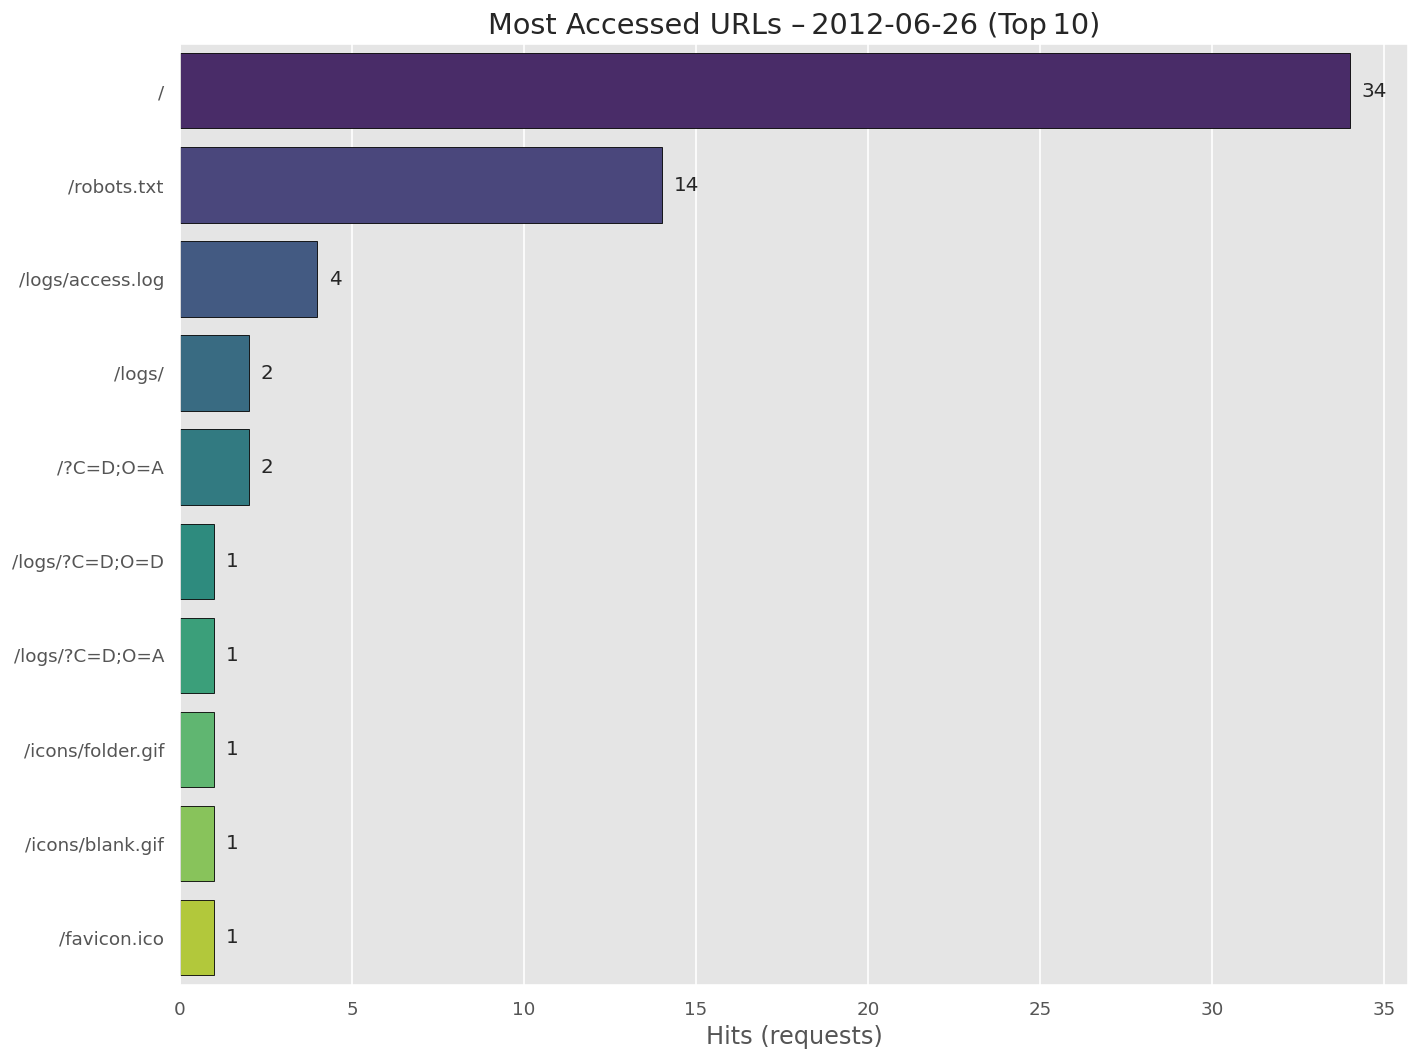 Most Accessed URLs – 2012-06-26 (Top 10)
/
34
/robots.txt
14
/logs/access.log
4
/logs/
2
/?C=D;O=A
2
/logs/?C=D;O=D
1
/logs/?C=D;O=A
1
/icons/folder.gif
1
/icons/blank.gif
1
/favicon.ico
1
0 5 10 15 20 25 30 35
Hits (requests)